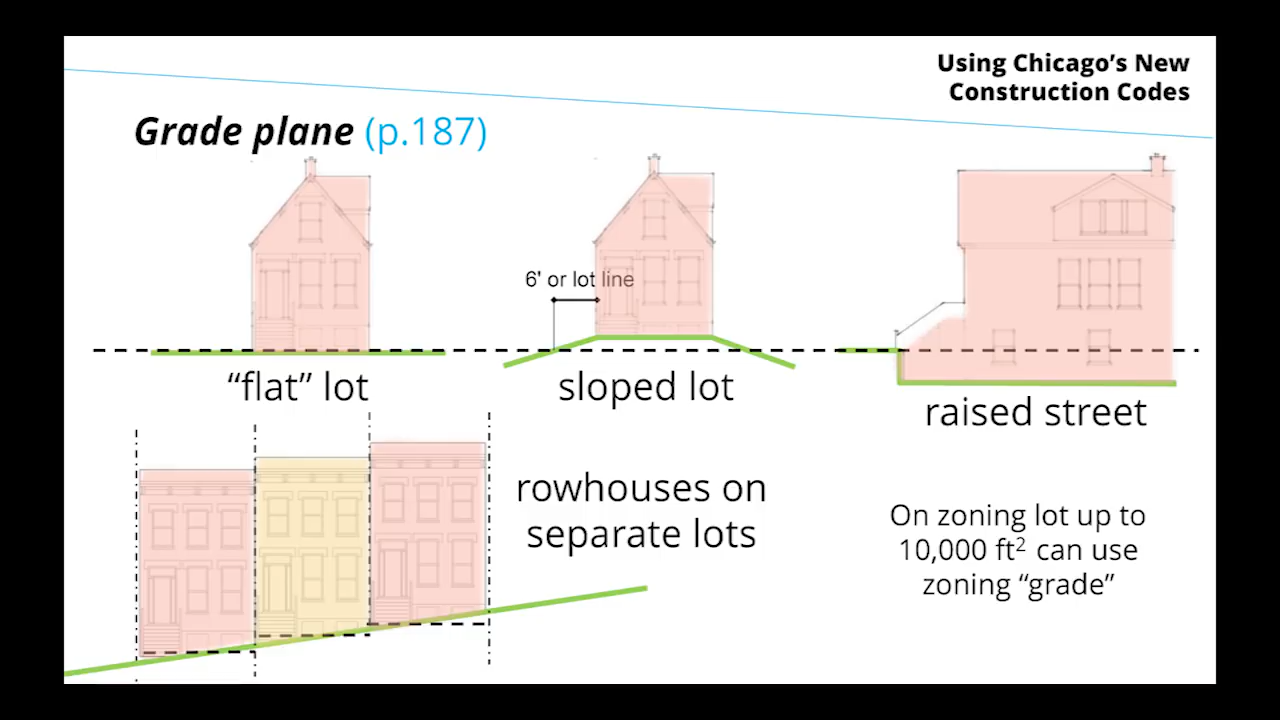 Using Chicago’s New
Construction Codes
Grade plane (p.187)
6' or lot line
“flat” lot
sloped lot
raised street
rowhouses on
separate lots
On zoning lot up to
10,000 ft² can use
zoning “grade”